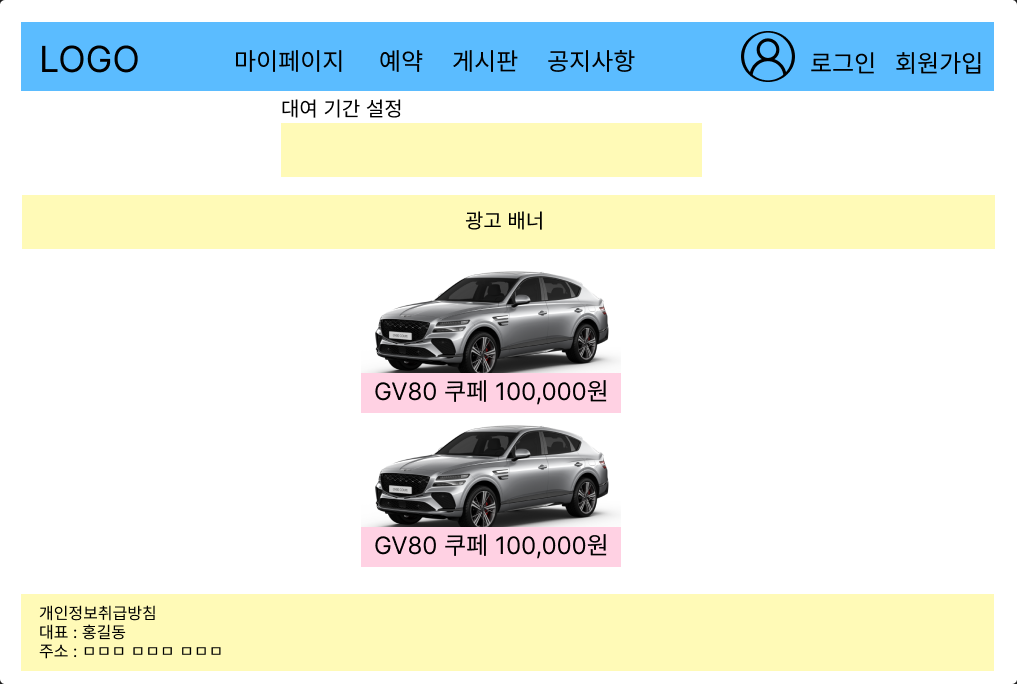 LOGO 마이페이지 예약 게시판 공지사항 로그인 회원가입
대여 기간 설정
광고 배너
GV80 쿠페 100,000원
GV80 쿠페 100,000원
개인정보취급방침
대표 : 홍길동
주소 : ㅁㅁㅁ ㅁㅁㅁ ㅁㅁㅁ